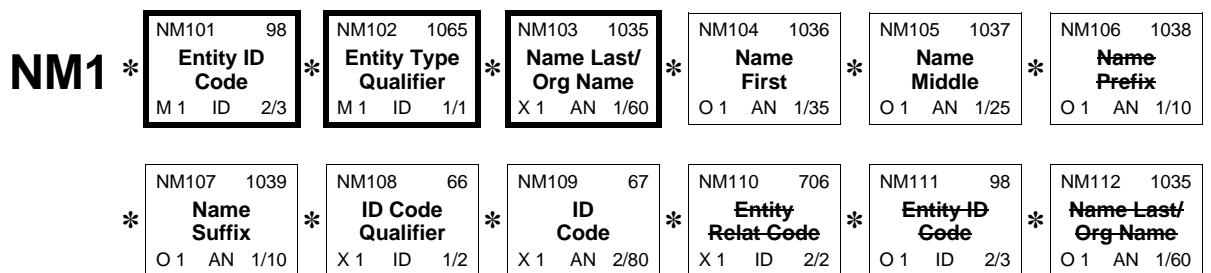 NM1 * NM101 98 * NM102 1065 * NM103 1035 * NM104 1036 * NM105 1037 * NM106 1038
Entity ID Entity Type Name Last/ Name Name Name
Code Qualifier Org Name First Middle Prefix
M 1 ID 2/3 M 1 ID 1/1 X 1 AN 1/60 O 1 AN 1/35 O 1 AN 1/25 O 1 AN 1/10
* NM107 1039 * NM108 66 * NM109 67 * NM110 706 * NM111 98 * NM112 1035
Name ID Code ID Entity Entity ID Name Last/
Suffix Qualifier Code Relat Code Code Org Name
O 1 AN 1/10 X 1 ID 1/2 X 1 AN 2/80 X 1 ID 2/2 O 1 ID 2/3 O 1 AN 1/60